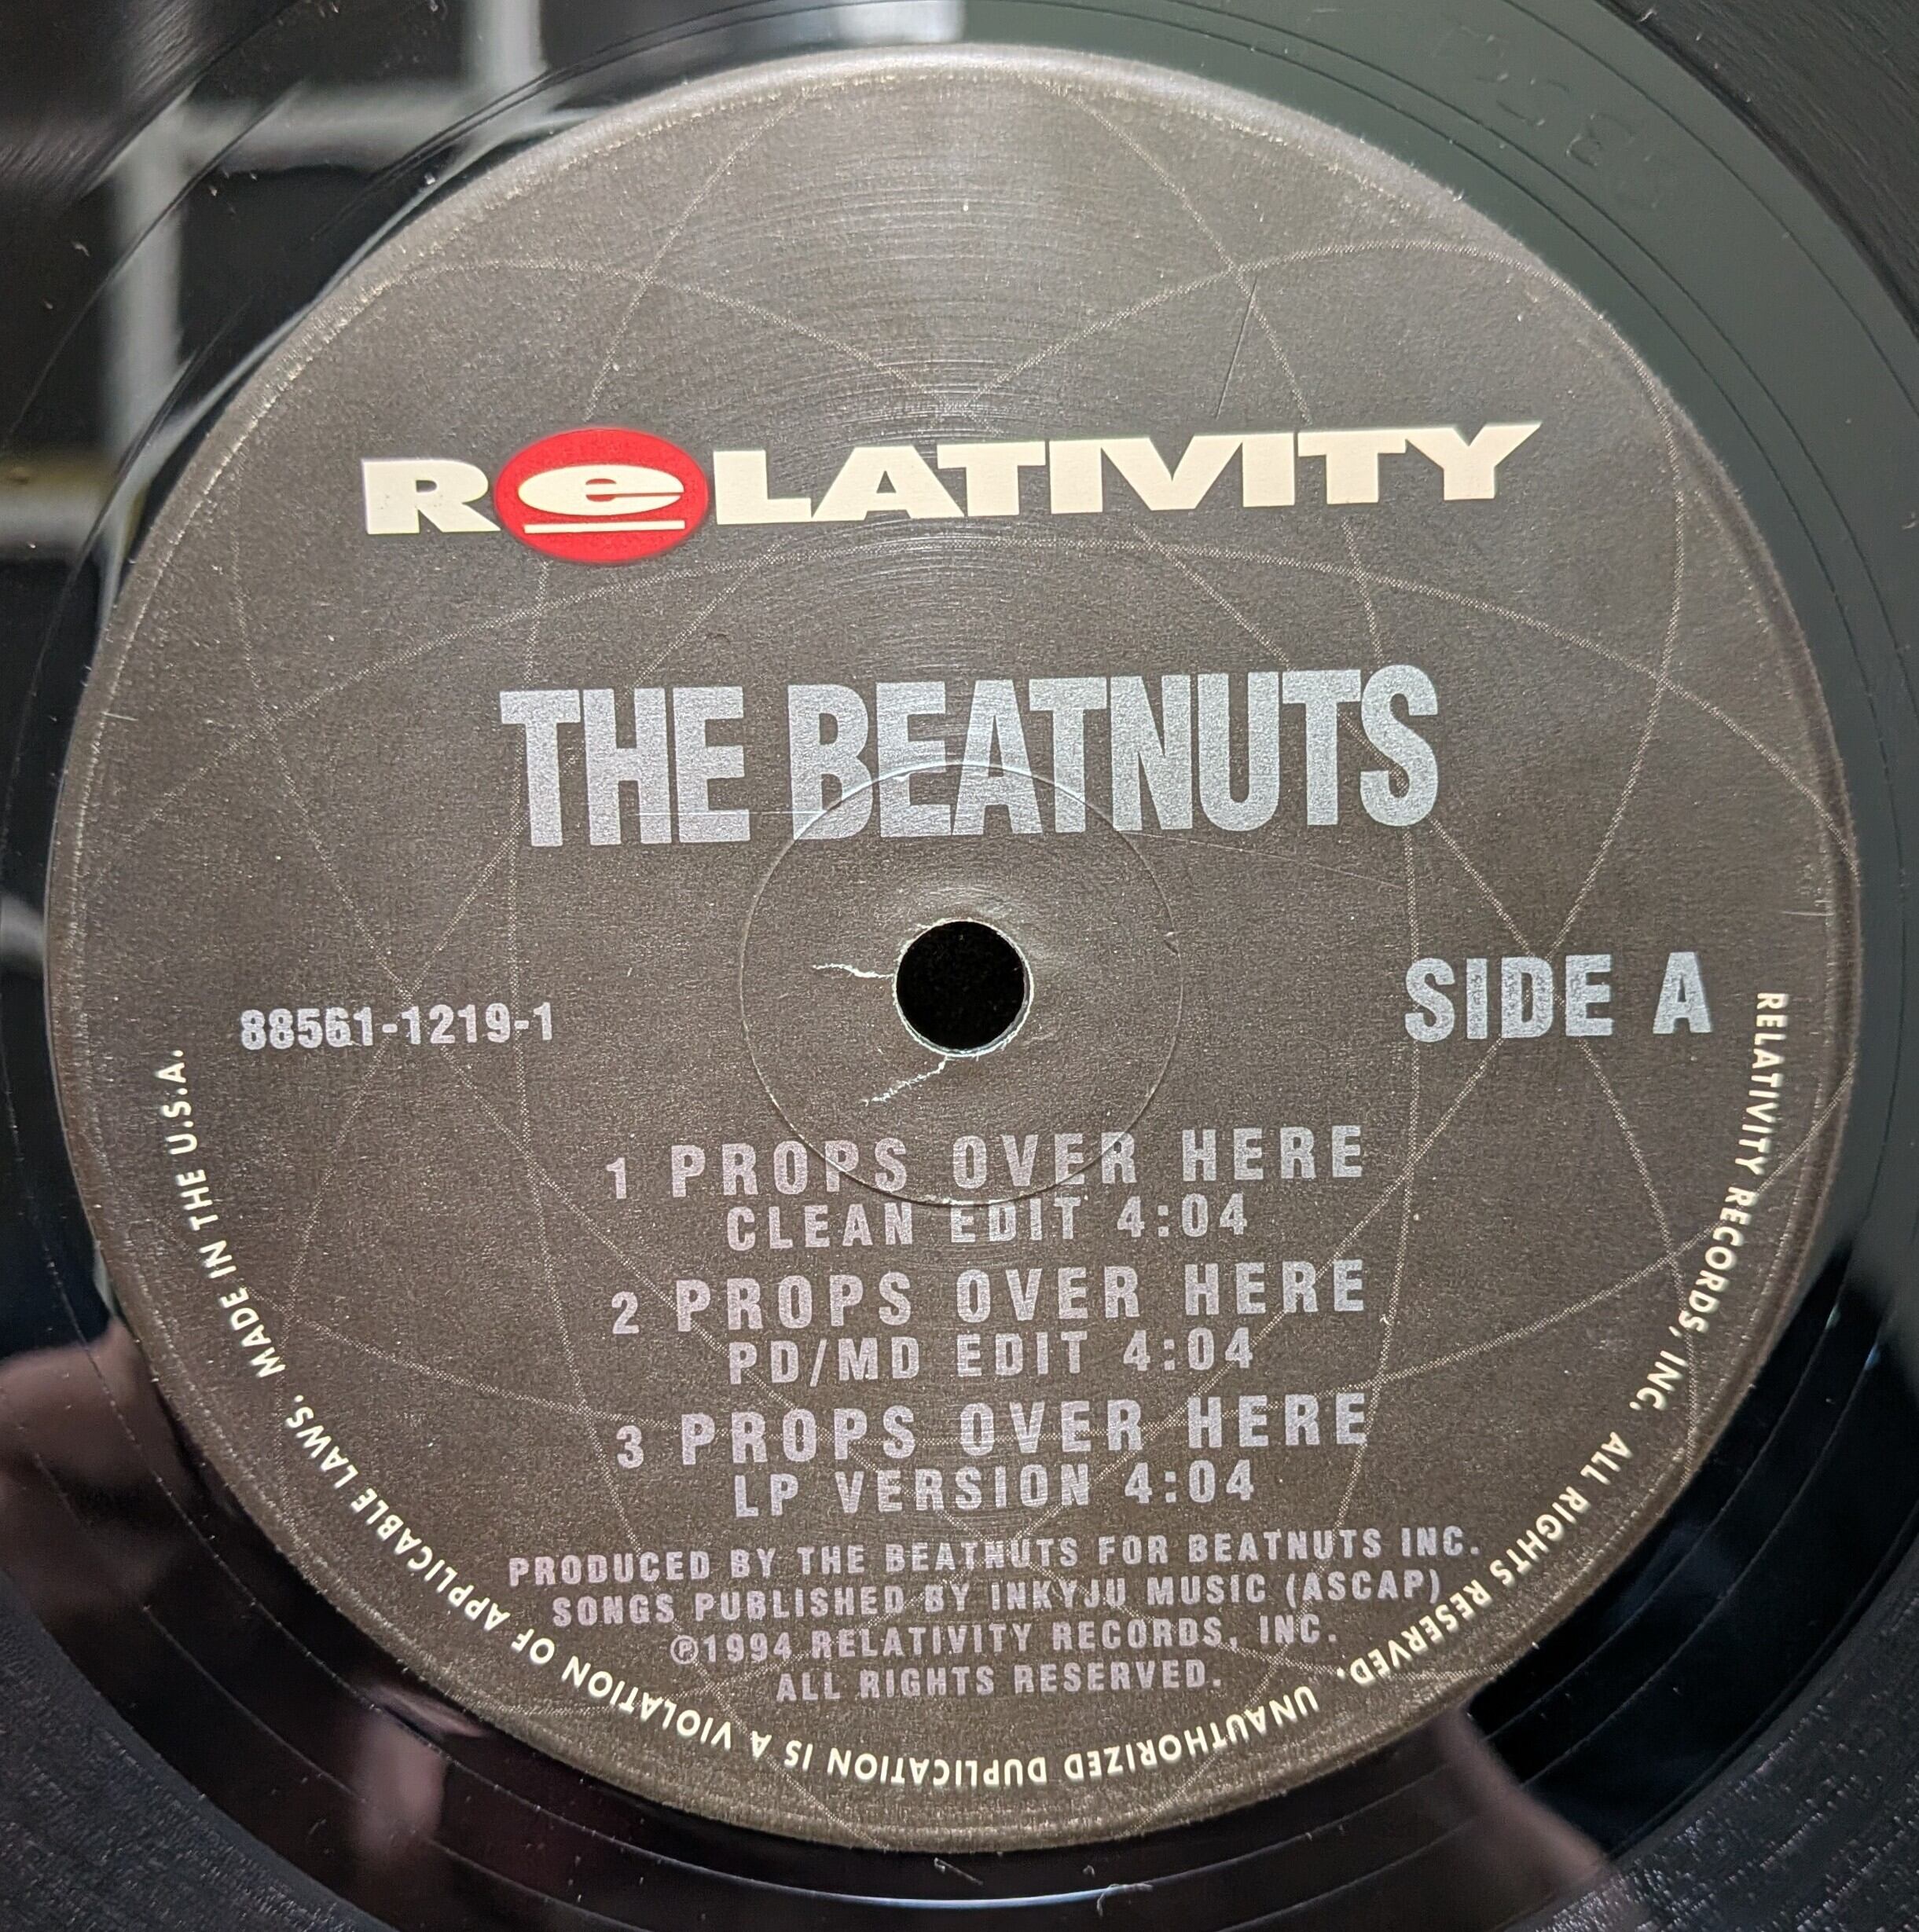 ReLATIVITY
THE BEATNUTS
88561-1219-1
SIDE A
1 PROPS OVER HERE
CLEAN EDIT 4:04
2 PROPS OVER HERE
PD/MD EDIT 4:04
3 PROPS OVER HERE
LP VERSION 4:04
PRODUCED BY THE BEATNUTS FOR BEATNUTS INC.
SONGS PUBLISHED BY INKYJU MUSIC (ASCAP)
℗1994 RELATIVITY RECORDS, INC.
ALL RIGHTS RESERVED.
RELATIVITY RECORDS, INC. ALL RIGHTS RESERVED. UNAUTHORIZED DUPLICATION IS A VIOLATION OF APPLICABLE LAWS. MADE IN THE U.S.A.